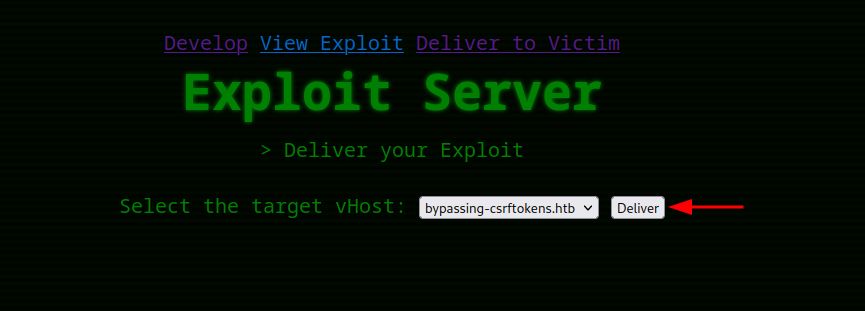 Develop View Exploit Deliver to Victim
Exploit Server
> Deliver your Exploit
Select the target vHost: bypassing-csrftokens.htb Deliver